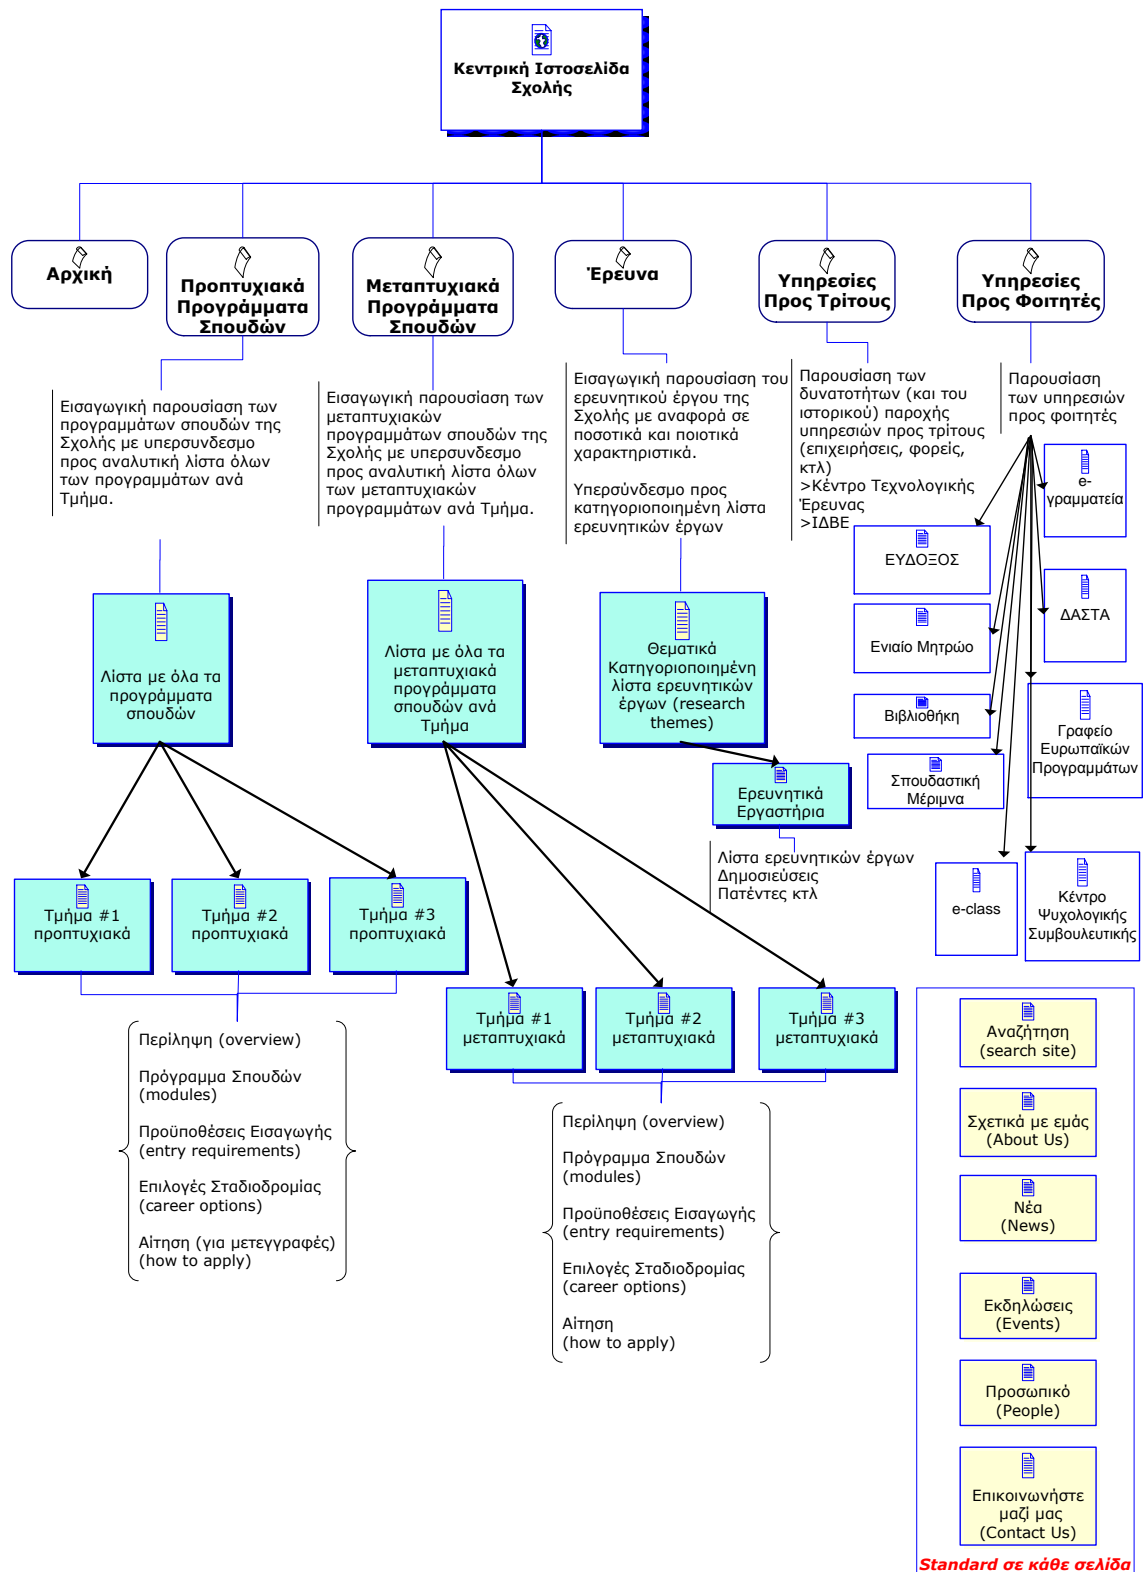 Κεντρική Ιστοσελίδα
Σχολής
Αρχική
Προπτυχιακά
Προγράμματα
Σπουδών
Μεταπτυχιακά
Προγράμματα
Σπουδών
Έρευνα
Υπηρεσίες
Προς Τρίτους
Υπηρεσίες
Προς Φοιτητές
Εισαγωγική παρουσίαση των
προγραμμάτων σπουδών της
Σχολής με υπερσυνδεσμο
προς αναλυτική λίστα όλων
των προγραμμάτων ανά
Τμήμα.
Εισαγωγική παρουσίαση των
μεταπτυχιακών
προγραμμάτων σπουδών της
Σχολής με υπερσυνδεσμο
προς αναλυτική λίστα όλων
των μεταπτυχιακών
προγραμμάτων ανά Τμήμα.
Εισαγωγική παρουσίαση του
ερευνητικού έργου της
Σχολής με αναφορά σε
ποσοτικά και ποιοτικά
χαρακτηριστικά.
Υπερσύνδεσμο προς
κατηγοριοποιημένη λίστα
ερευνητικών έργων
Παρουσίαση των
δυνατοτήτων (και του
ιστορικού) παροχής
υπηρεσιών προς τρίτους
(επιχειρήσεις, φορείς,
κτλ)
>Κέντρο Τεχνολογικής
Έρευνας
>ΙΔΒΕ
Παρουσίαση
των υπηρεσιών
προς φοιτητές
e-
γραμματεία
ΕΥΔΟΞΟΣ
ΔΑΣΤΑ
Ενιαίο Μητρώο
Βιβλιοθήκη
Γραφείο
Ευρωπαϊκών
Προγραμμάτων
Σπουδαστική
Μέριμνα
e-class
Κέντρο
Ψυχολογικής
Συμβουλευτικής
Λίστα με όλα τα
προγράμματα
σπουδών
Λίστα με όλα τα
μεταπτυχιακά
προγράμματα
σπουδών ανά
Τμήμα
Θεματικά
Κατηγοριοποιημένη
λίστα ερευνητικών
έργων (research
themes)
Ερευνητικά
Εργαστήρια
Λίστα ερευνητικών έργων
Δημοσιεύσεις
Πατέντες κτλ
Τμήμα #1
προπτυχιακά
Τμήμα #2
προπτυχιακά
Τμήμα #3
προπτυχιακά
Τμήμα #1
μεταπτυχιακά
Τμήμα #2
μεταπτυχιακά
Τμήμα #3
μεταπτυχιακά
Περίληψη (overview)
Πρόγραμμα Σπουδών
(modules)
Προϋποθέσεις Εισαγωγής
(entry requirements)
Επιλογές Σταδιοδρομίας
(career options)
Αίτηση (για μετεγγραφές)
(how to apply)
Περίληψη (overview)
Πρόγραμμα Σπουδών
(modules)
Προϋποθέσεις Εισαγωγής
(entry requirements)
Επιλογές Σταδιοδρομίας
(career options)
Αίτηση
(how to apply)
Αναζήτηση
(search site)
Σχετικά με εμάς
(About Us)
Νέα
(News)
Εκδηλώσεις
(Events)
Προσωπικό
(People)
Επικοινωνήστε
μαζί μας
(Contact Us)
Standard σε κάθε σελίδα